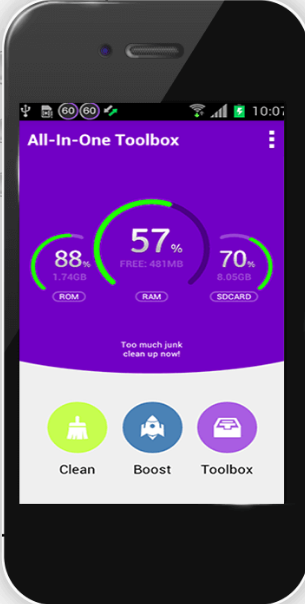 60 60 10:07
All-In-One Toolbox
57%
FREE: 481MB
RAM
88%
1.74GB
ROM
70%
8.05GB
SDCARD
Too much junk
clean up now!
Clean Boost Toolbox